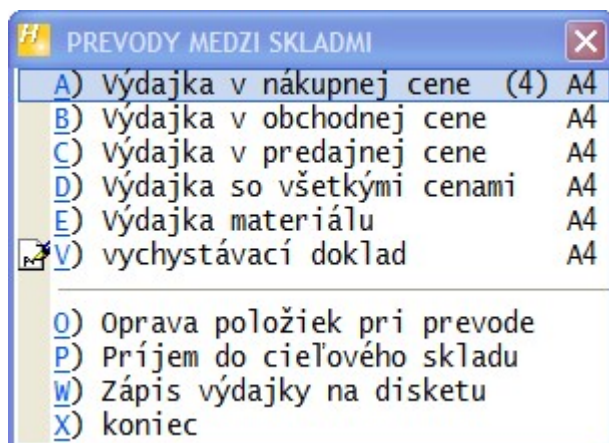 H PREVODY MEDZI SKLADMI
A) Výdajka v nákupnej cene (4) A4
B) Výdajka v obchodnej cene A4
C) Výdajka v predajnej cene A4
D) Výdajka so všetkými cenami A4
E) Výdajka materiálu A4
V) vychystávací doklad A4
O) Oprava položiek pri prevode
P) Príjem do cieľového skladu
W) Zápis výdajky na disketu
X) koniec